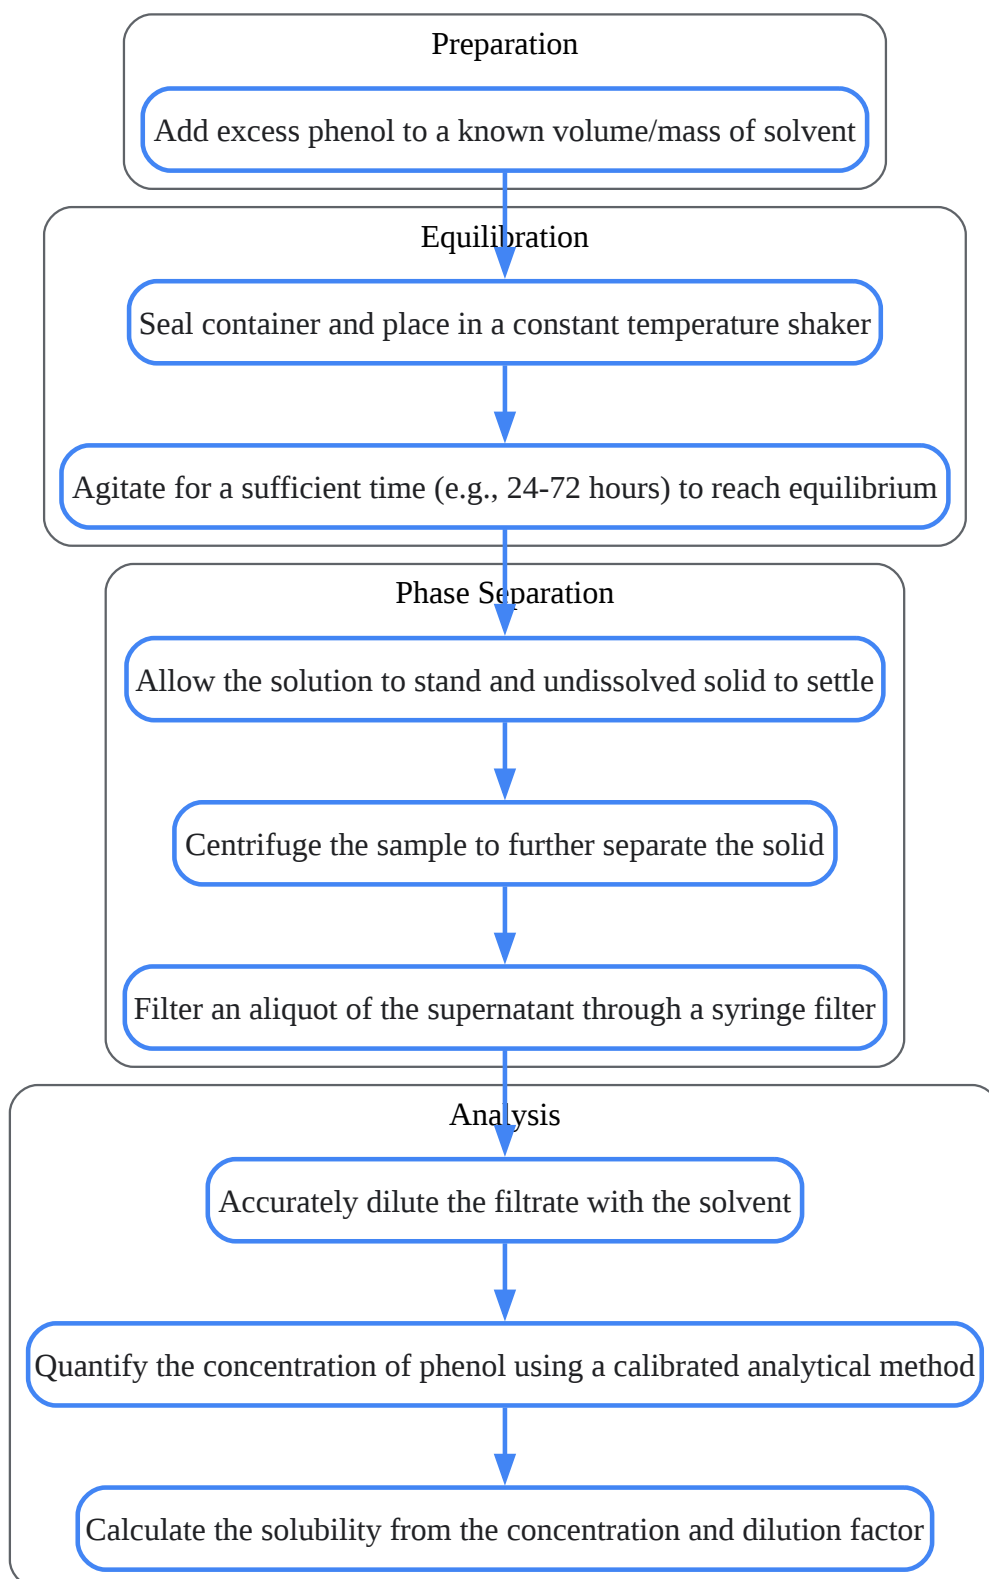 Preparation
Add excess phenol to a known volume/mass of solvent
Equilibration
Seal container and place in a constant temperature shaker
Agitate for a sufficient time (e.g., 24-72 hours) to reach equilibrium
Phase Separation
Allow the solution to stand and undissolved solid to settle
Centrifuge the sample to further separate the solid
Filter an aliquot of the supernatant through a syringe filter
Analysis
Accurately dilute the filtrate with the solvent
Quantify the concentration of phenol using a calibrated analytical method
Calculate the solubility from the concentration and dilution factor